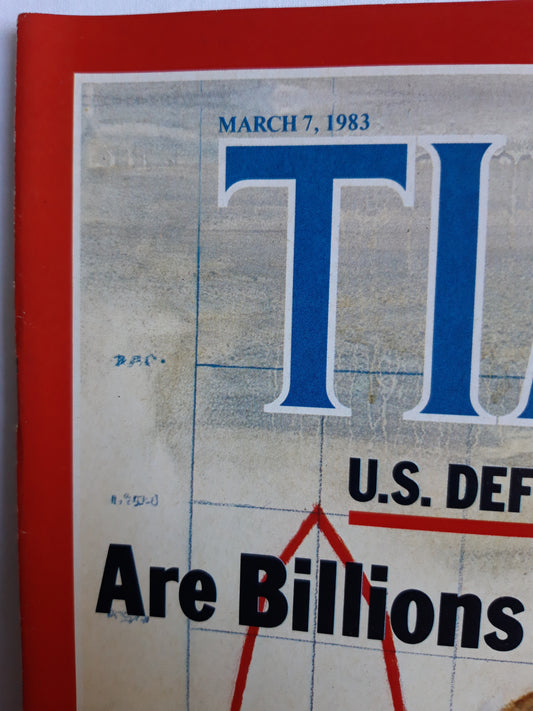 MARCH 7, 1983
TI
U.S. DEF
Are Billions